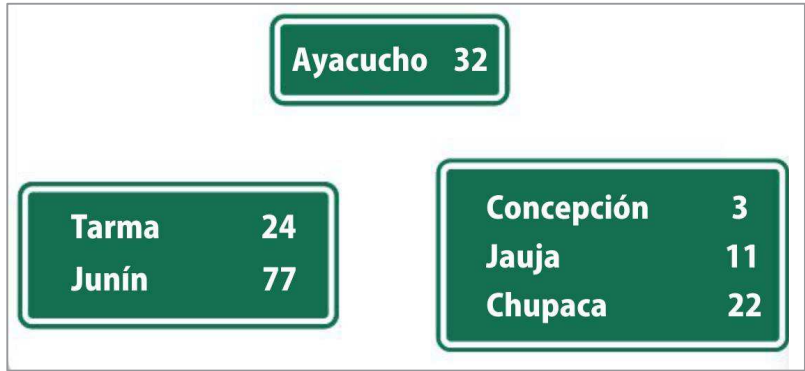 Ayacucho 32
Tarma 24
Junín 77
Concepción 3
Jauja 11
Chupaca 22